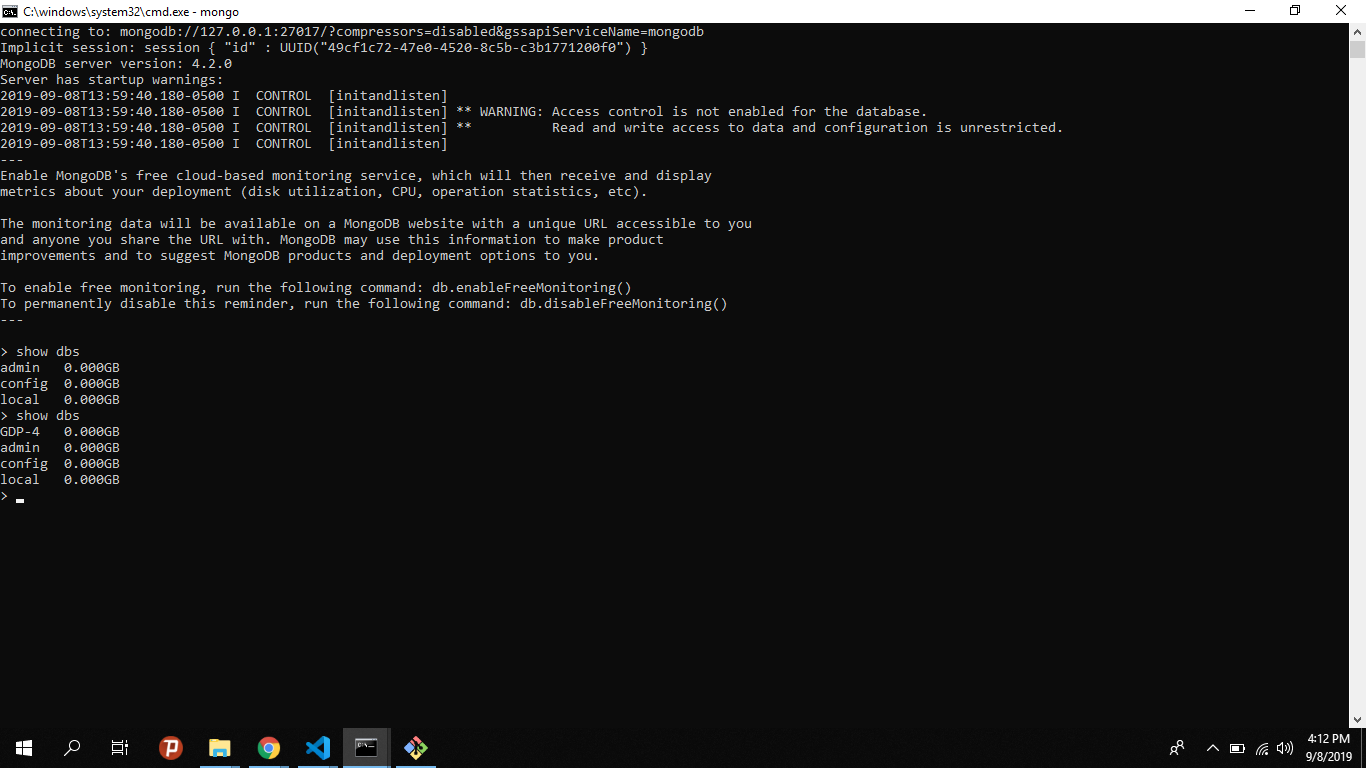 C:\windows\system32\cmd.exe - mongo
connecting to: mongodb://127.0.0.1:27017/?compressors=disabled&gssapiServiceName=mongodb
Implicit session: session { "id" : UUID("49cf1c72-47e0-4520-8c5b-c3b1771200f0") }
MongoDB server version: 4.2.0
Server has startup warnings:
2019-09-08T13:59:40.180-0500 I  CONTROL  [initandlisten]
2019-09-08T13:59:40.180-0500 I  CONTROL  [initandlisten] ** WARNING: Access control is not enabled for the database.
2019-09-08T13:59:40.180-0500 I  CONTROL  [initandlisten] **          Read and write access to data and configuration is unrestricted.
2019-09-08T13:59:40.180-0500 I  CONTROL  [initandlisten]
---
Enable MongoDB's free cloud-based monitoring service, which will then receive and display
metrics about your deployment (disk utilization, CPU, operation statistics, etc).
The monitoring data will be available on a MongoDB website with a unique URL accessible to you
and anyone you share the URL with. MongoDB may use this information to make product
improvements and to suggest MongoDB products and deployment options to you.
To enable free monitoring, run the following command: db.enableFreeMonitoring()
To permanently disable this reminder, run the following command: db.disableFreeMonitoring()
---
> show dbs
admin   0.000GB
config  0.000GB
local   0.000GB
> show dbs
GDP-4   0.000GB
admin   0.000GB
config  0.000GB
local   0.000GB
>
4:12 PM
9/8/2019